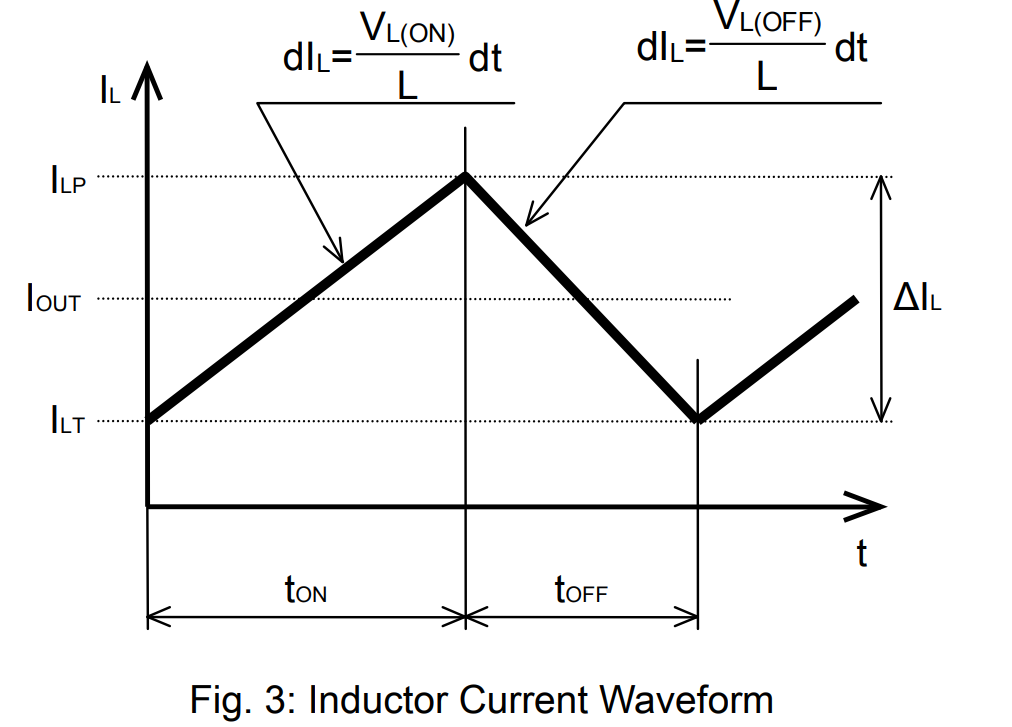 dIL=VL(ON)/L dt
dIL=VL(OFF)/L dt
IL
ILP
IOUT
ΔIL
ILT
t
tON
tOFF
Fig. 3: Inductor Current Waveform